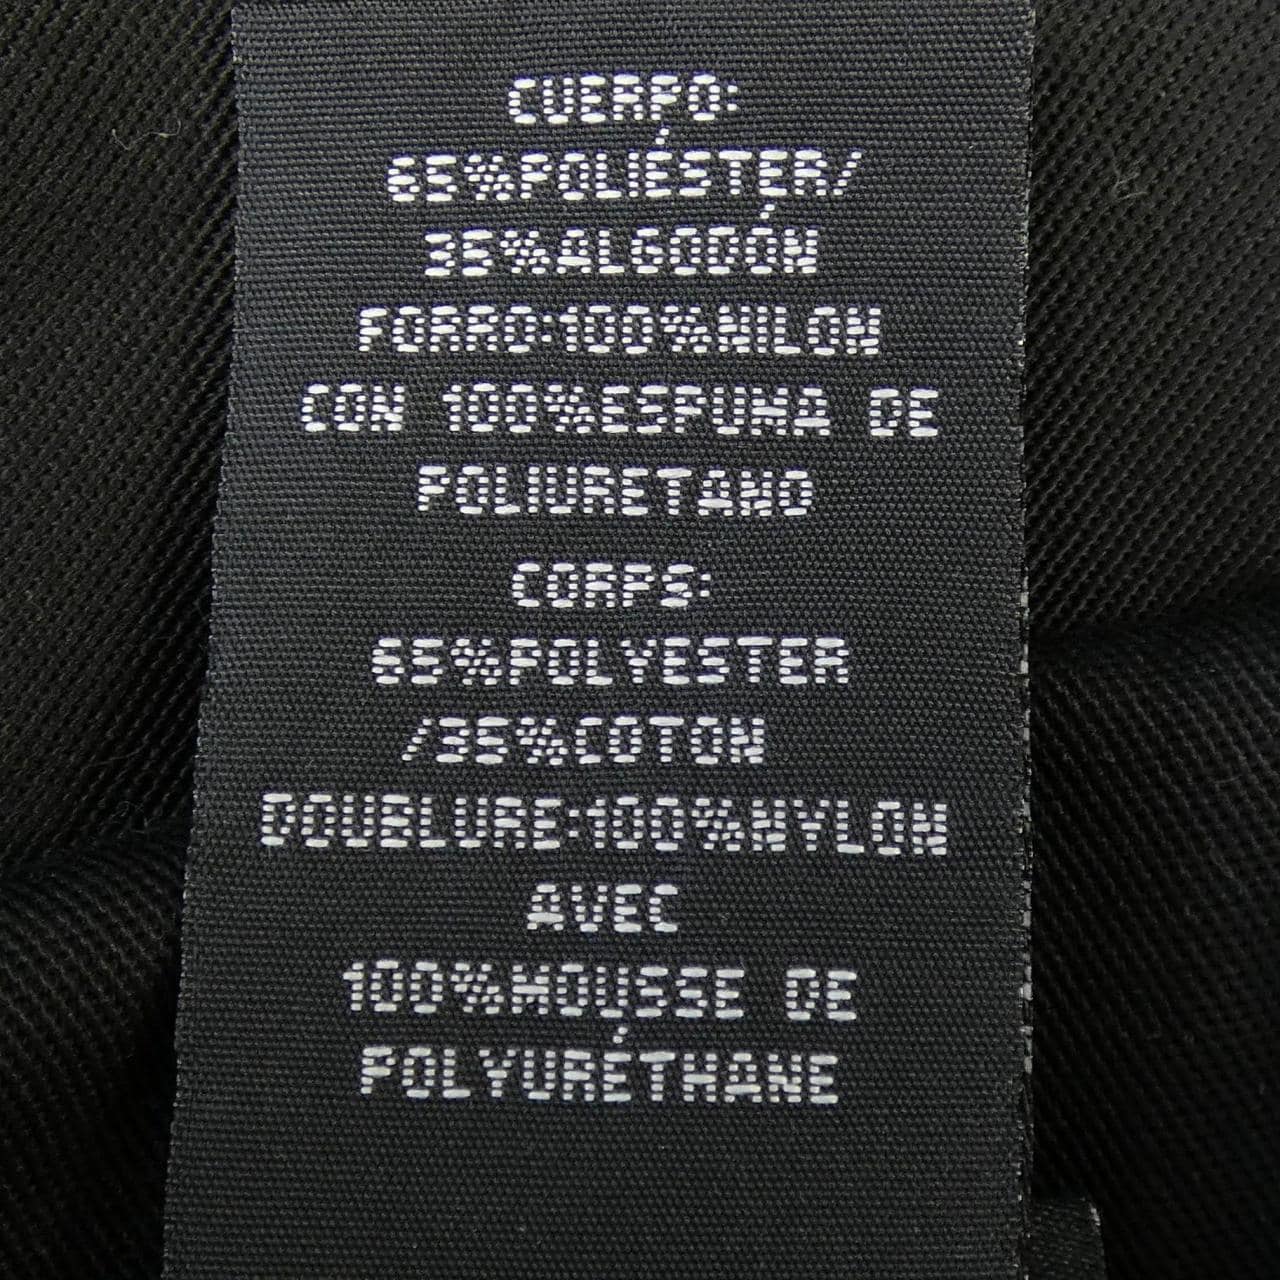 CUERPO:
65%POLIÉSTER/
35%ALGODÓN
FORRO:100%NILON
CON 100%ESPUMA DE
POLIURETANO
CORPS:
65%POLYESTER
/35%COTON
DOUBLURE:100%NYLON
AVEC
100%MOUSSE DE
POLYURÉTHANE